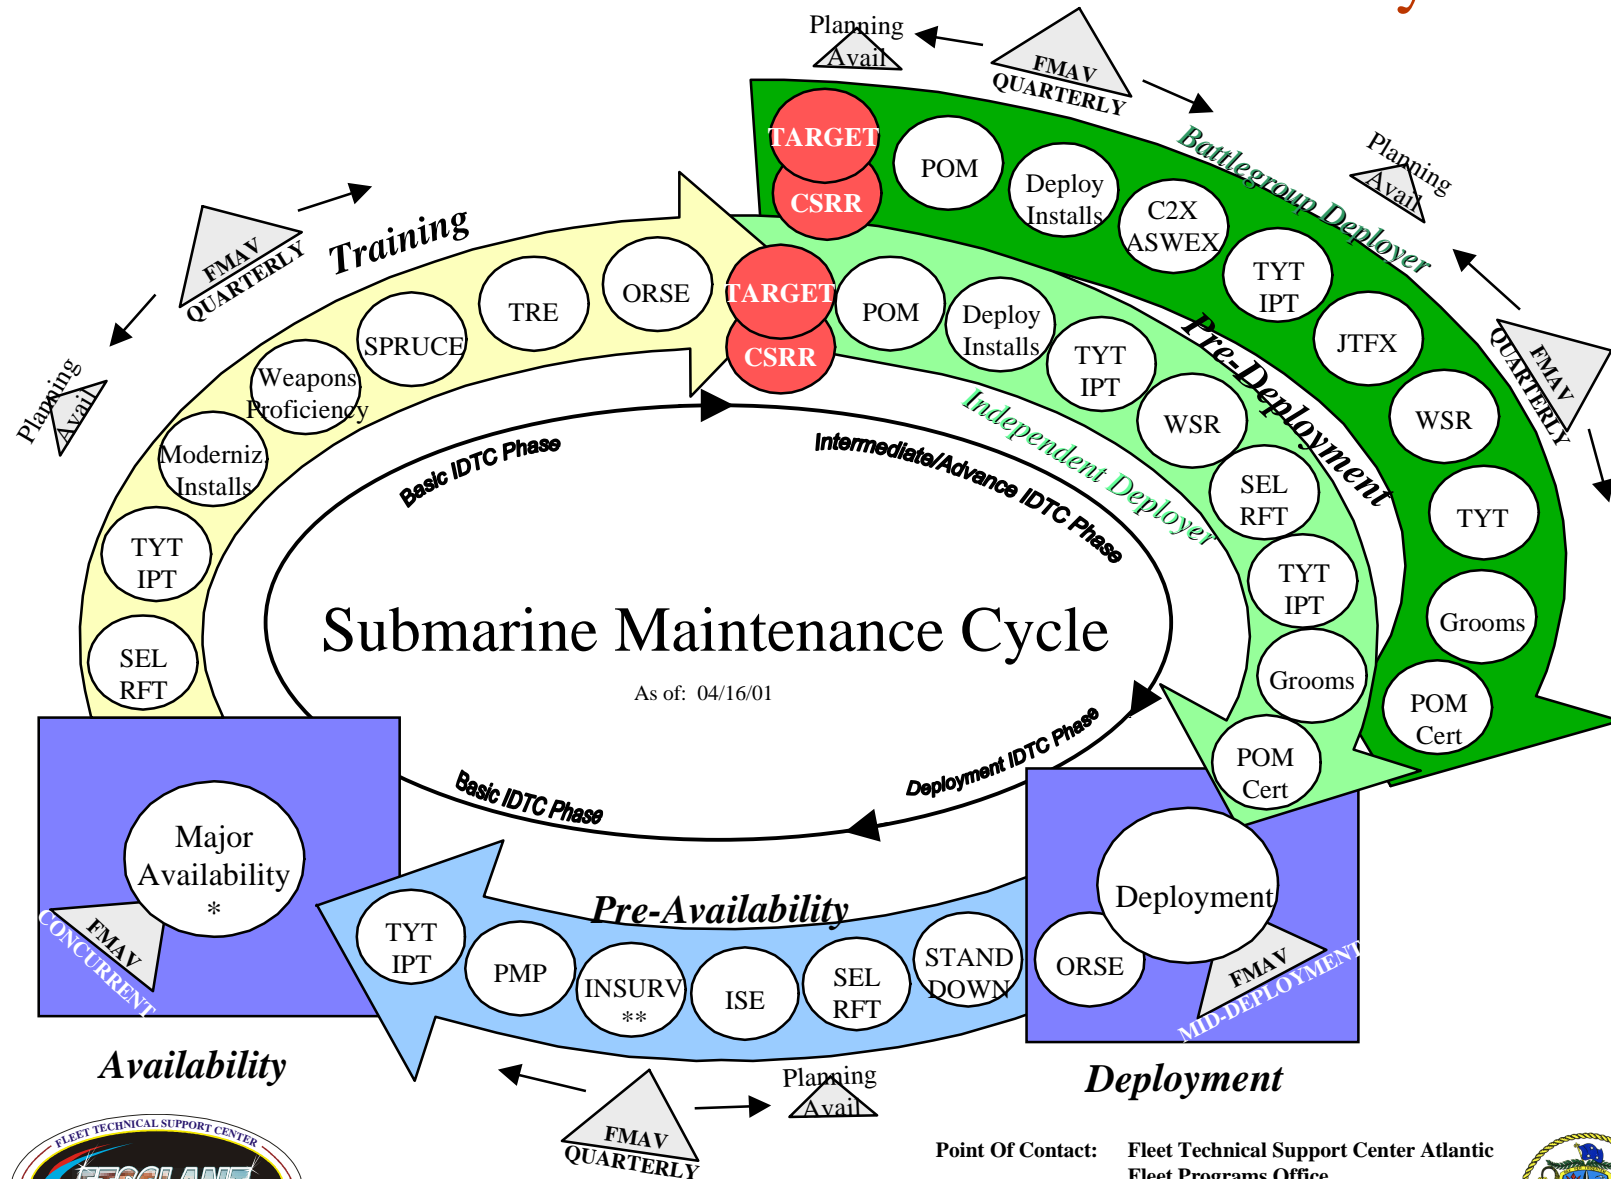 Planning
Avail
FMAV
QUARTERLY
Battlegroup Deployer
Planning
Avail
FMAV
QUARTERLY
TARGET
CSRR
POM
Deploy
Installs
C2X
ASWEX
TYT
IPT
JTFX
WSR
TYT
Grooms
POM
Cert
Pre-Deployment
FMAV
QUARTERLY
Planning
Avail
Training
SEL
RFT
TYT
IPT
Moderniz.
Installs
Weapons
Proficiency
SPRUCE
TRE
ORSE
TARGET
CSRR
POM
Deploy
Installs
TYT
IPT
WSR
SEL
RFT
TYT
IPT
Grooms
POM
Cert
Independent Deployer
Basic IDTC Phase
Intermediate/Advance IDTC Phase
Submarine Maintenance Cycle
As of: 04/16/01
Deployment IDTC Phase
Basic IDTC Phase
Major
Availability
*
FMAV
CONCURRENT
Availability
Pre-Availability
TYT
IPT
PMP
INSURV
**
ISE
SEL
RFT
STAND
DOWN
ORSE
Deployment
FMAV
MID-DEPLOYMENT
Deployment
FMAV
QUARTERLY
Planning
Avail
FLEET TECHNICAL SUPPORT CENTER
FTSCLANT
Point Of Contact: Fleet Technical Support Center Atlantic
Fleet Programs Office